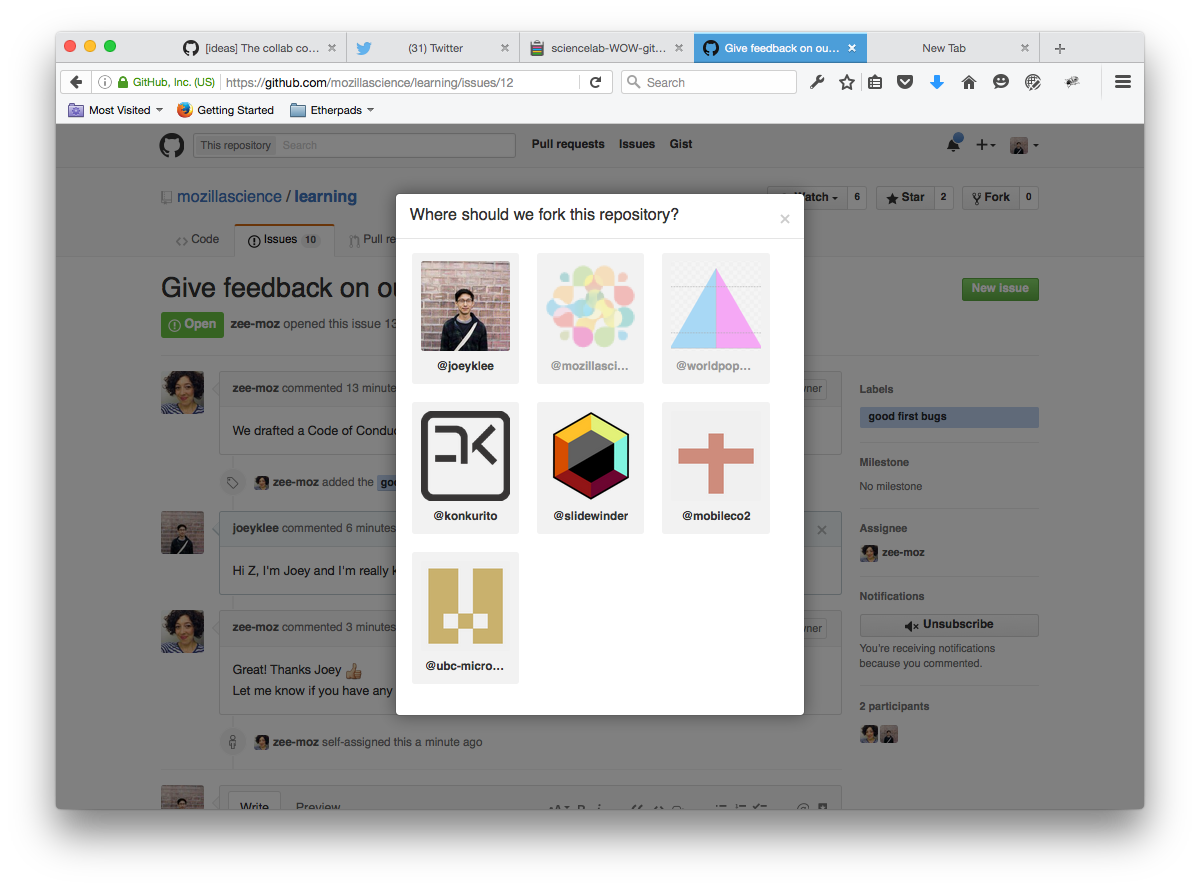 [ideas] The collab co...
(31) Twitter
sciencelab-WOW-git...
Give feedback on ou...
New Tab
GitHub, Inc. (US)
https://github.com/mozillascience/learning/issues/12
Search
Most Visited
Getting Started
Etherpads
This repository
Search
Pull requests
Issues
Gist
mozillascience / learning
Watch
6
Star
2
Fork
0
Code
Issues 10
Pull re
Where should we fork this repository?
@joeyklee
@mozillasci...
@worldpop...
@konkurito
@slidewinder
@mobileco2
@ubc-micro...
Give feedback on ou
New issue
Open
zee-moz opened this issue 13
zee-moz commented 13 minute
We drafted a Code of Conduc
zee-moz added the goo
joeyklee commented 6 minutes
Hi Z, I'm Joey and I'm really k
zee-moz commented 3 minutes
Great! Thanks Joey 👍
Let me know if you have any
zee-moz self-assigned this a minute ago
Write
Preview
Labels
good first bugs
Milestone
No milestone
Assignee
zee-moz
Notifications
Unsubscribe
You're receiving notifications
because you commented.
2 participants